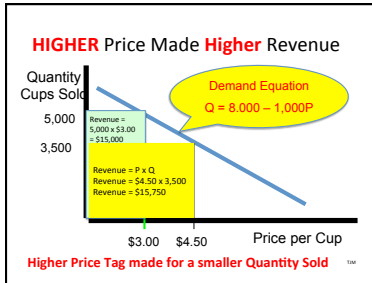 HIGHER Price Made Higher Revenue
Quantity
Cups Sold
Demand Equation
Q = 8.000 – 1,000P
5,000
Revenue =
5,000 x $3.00
= $15,000
3,500
Revenue = P x Q
Revenue = $4.50 x 3,500
Revenue = $15,750
$3.00
$4.50
Price per Cup
Higher Price Tag made for a smaller Quantity Sold